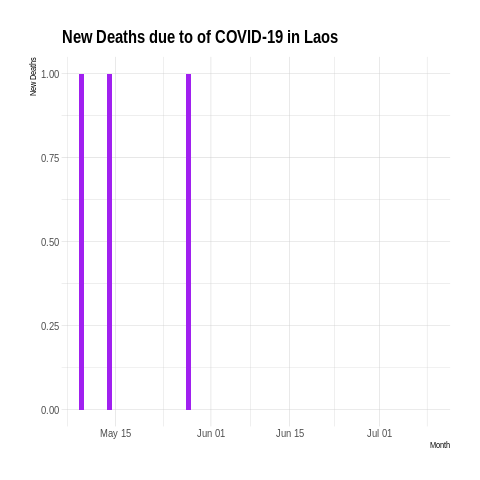 New Deaths due to of COVID-19 in Laos
New Deaths
1.00
0.75
0.50
0.25
0.00
May 15
Jun 01
Jun 15
Jul 01
Month